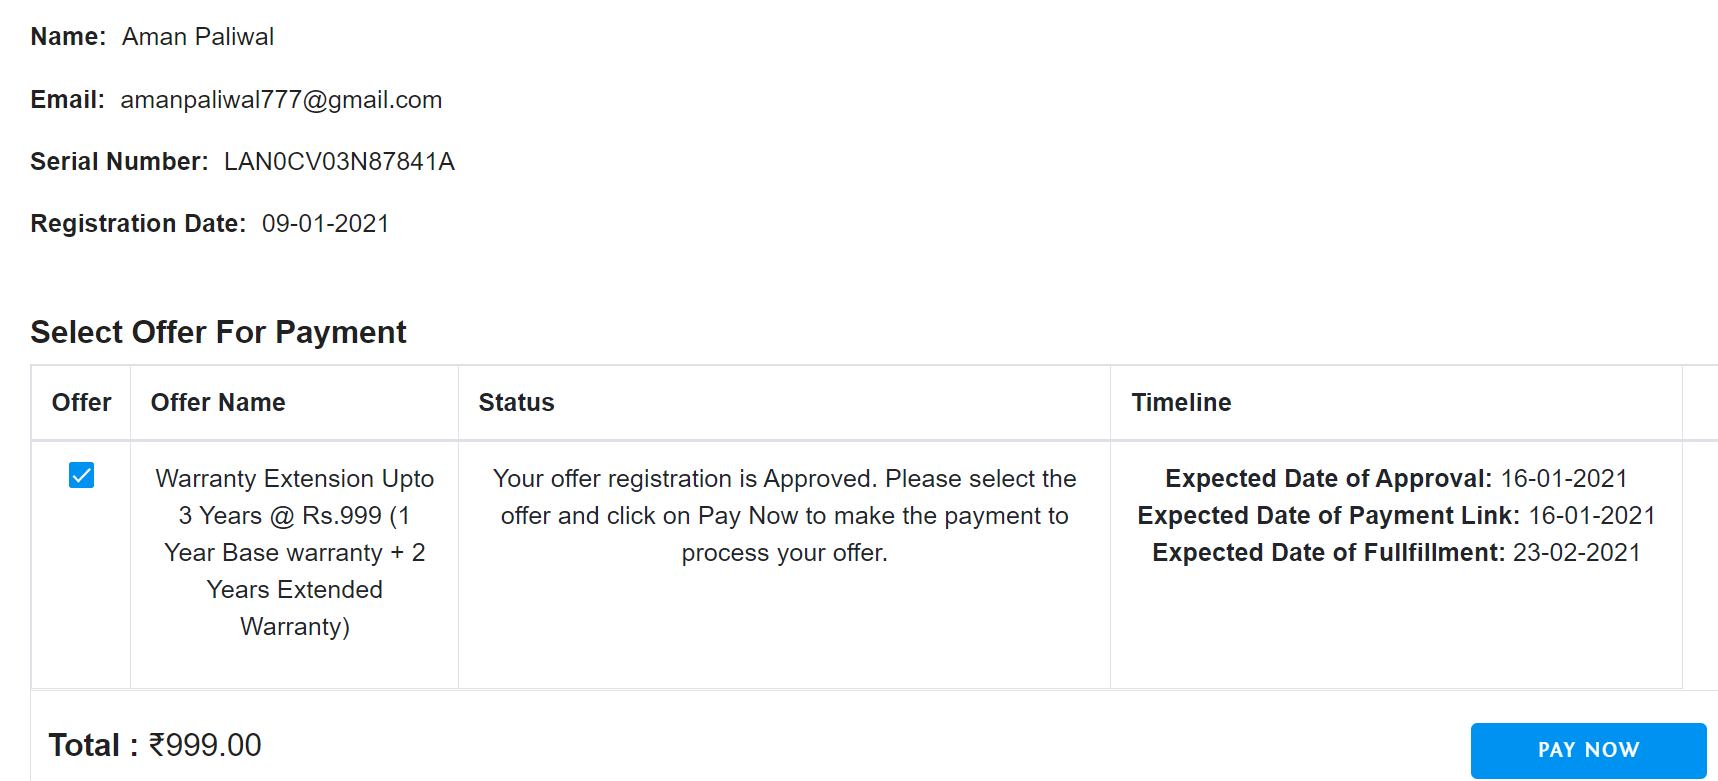 Name: Aman Paliwal
Email: amanpaliwal777@gmail.com
Serial Number: LAN0CV03N87841A
Registration Date: 09-01-2021
Select Offer For Payment
Offer Offer Name Status Timeline
Warranty Extension Upto
3 Years @ Rs.999 (1
Year Base warranty + 2
Years Extended
Warranty)
Your offer registration is Approved. Please select the
offer and click on Pay Now to make the payment to
process your offer.
Expected Date of Approval: 16-01-2021
Expected Date of Payment Link: 16-01-2021
Expected Date of Fullfillment: 23-02-2021
Total : ₹999.00
PAY NOW